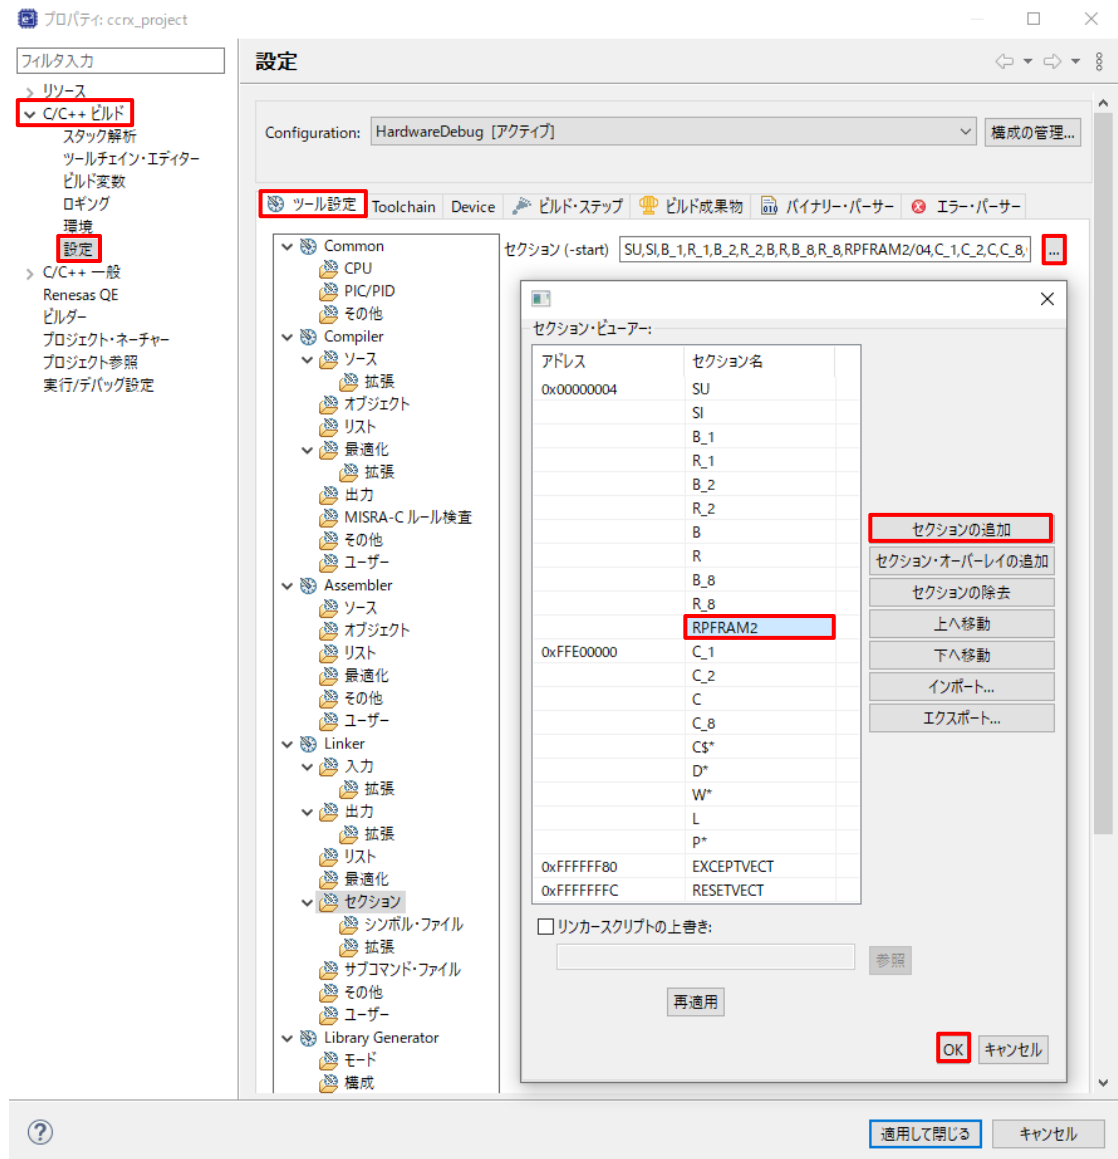 プロパティ: ccrx_project
フィルタ入力
リソース
C/C++ ビルド
スタック解析
ツールチェイン・エディター
ビルド変数
ロギング
環境
設定
C/C++ 一般
Renesas QE
ビルダー
プロジェクト・ネーチャー
プロジェクト参照
実行/デバッグ設定
設定
Configuration:
HardwareDebug [アクティブ]
構成の管理...
ツール設定
Toolchain
Device
ビルド・ステップ
ビルド成果物
バイナリー・パーサー
エラー・パーサー
Common
CPU
PIC/PID
その他
Compiler
ソース
拡張
オブジェクト
リスト
最適化
拡張
出力
MISRA-C ルール検査
その他
ユーザー
Assembler
ソース
オブジェクト
リスト
最適化
その他
ユーザー
Linker
入力
拡張
出力
拡張
リスト
最適化
セクション
シンボル・ファイル
拡張
サブコマンド・ファイル
その他
ユーザー
Library Generator
モード
構成
セクション (-start)
SU,SI,B_1,R_1,B_2,R_2,B,R,B_8,R_8,RPFRAM2/04,C_1,C_2,C,C_8,
...
セクション・ビューアー:
アドレス セクション名
0x00000004 SU
SI
B_1
R_1
B_2
R_2
B
R
B_8
R_8
RPFRAM2
0xFFE00000 C_1
C_2
C
C_8
C$*
D*
W*
L
P*
0xFFFFFF80 EXCEPTVECT
0xFFFFFFFC RESETVECT
セクションの追加
セクション・オーバーレイの追加
セクションの除去
上へ移動
下へ移動
インポート...
エクスポート...
リンカースクリプトの上書き:
参照
再適用
OK
キャンセル
適用して閉じる
キャンセル